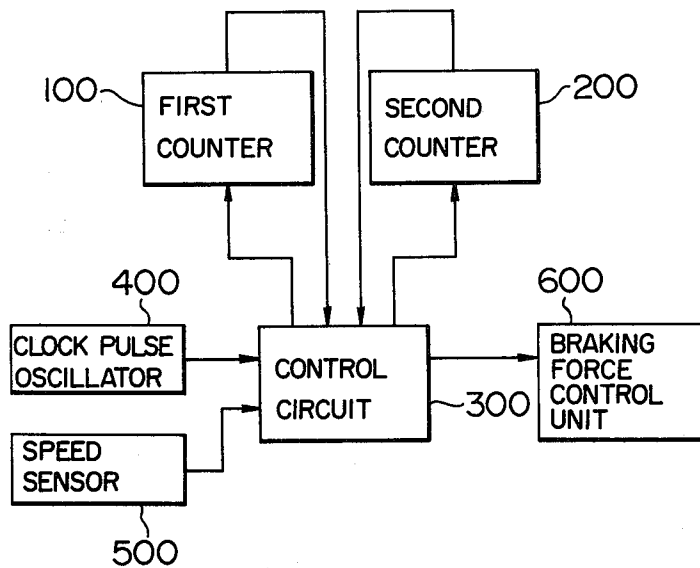 100
FIRST
COUNTER
SECOND
COUNTER
200
400
CLOCK PULSE
OSCILLATOR
CONTROL
CIRCUIT
300
600
BRAKING
FORCE
CONTROL
UNIT
SPEED
SENSOR
500